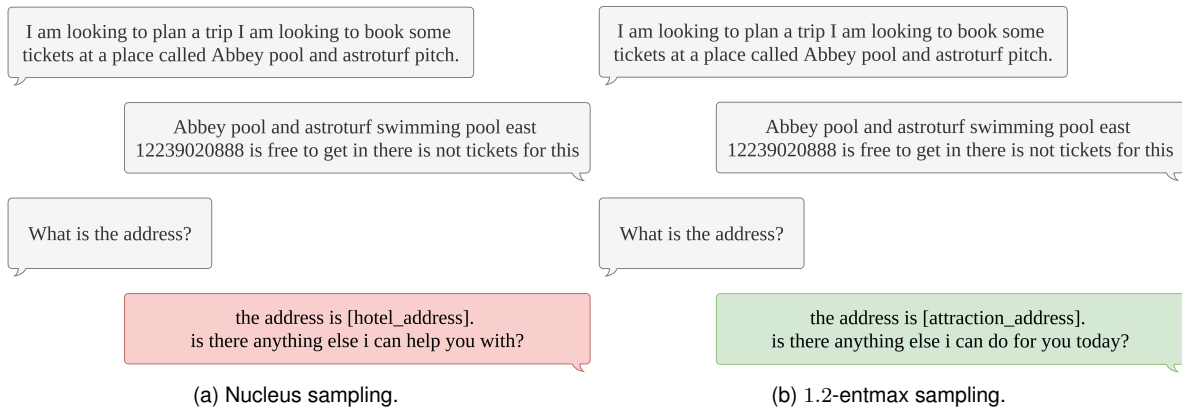 I am looking to plan a trip I am looking to book some
tickets at a place called Abbey pool and astroturf pitch.
Abbey pool and astroturf swimming pool east
12239020888 is free to get in there is not tickets for this
What is the address?
the address is [hotel_address].
is there anything else i can help you with?
(a) Nucleus sampling.
I am looking to plan a trip I am looking to book some
tickets at a place called Abbey pool and astroturf pitch.
Abbey pool and astroturf swimming pool east
12239020888 is free to get in there is not tickets for this
What is the address?
the address is [attraction_address].
is there anything else i can do for you today?
(b) 1.2-entmax sampling.